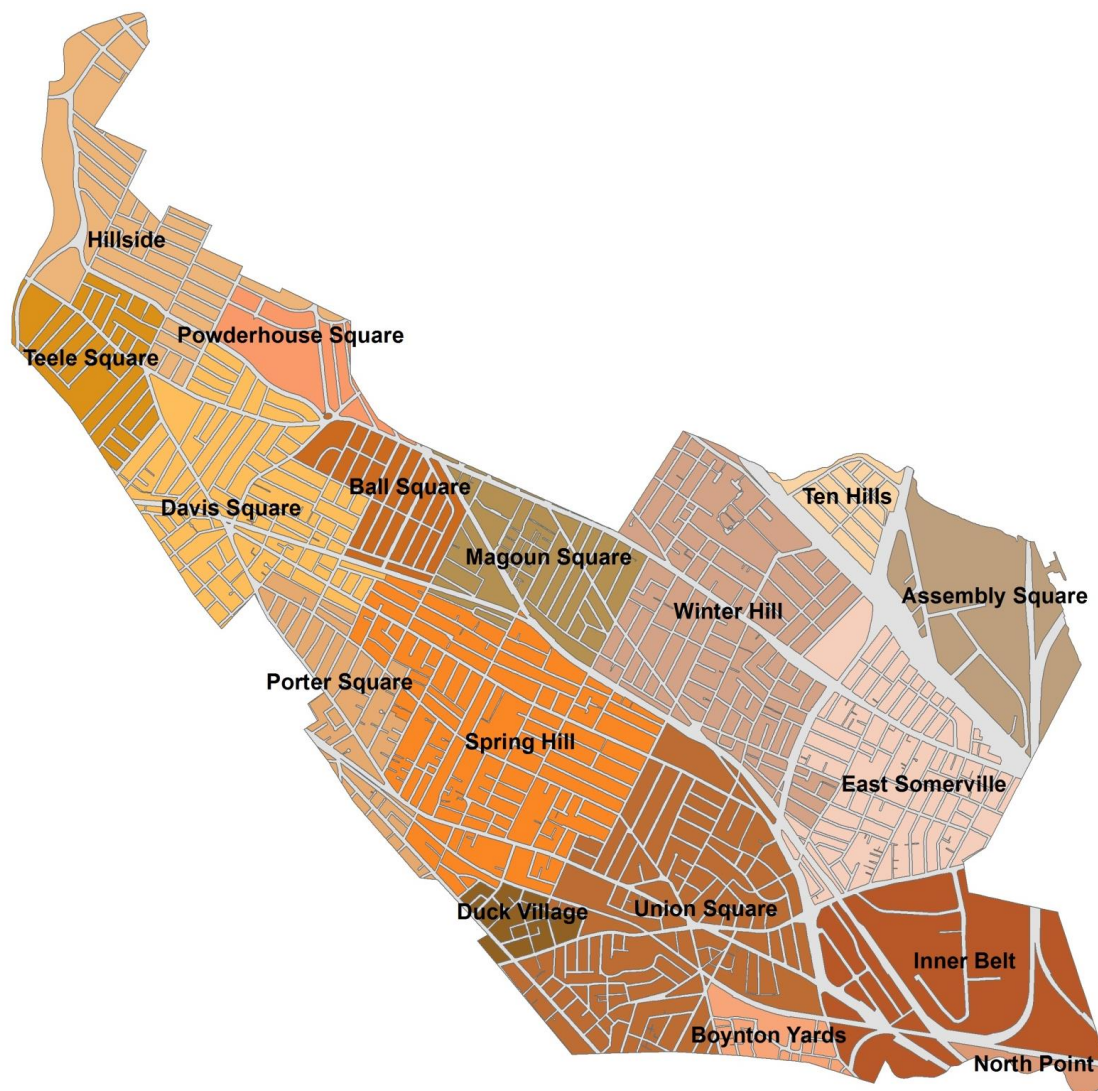 Hillside
Powderhouse Square
Teele Square
Ball Square
Ten Hills
Davis Square
Magoun Square
Assembly Square
Winter Hill
Porter Square
Spring Hill
East Somerville
Duck Village
Union Square
Inner Belt
Boynton Yards
North Point